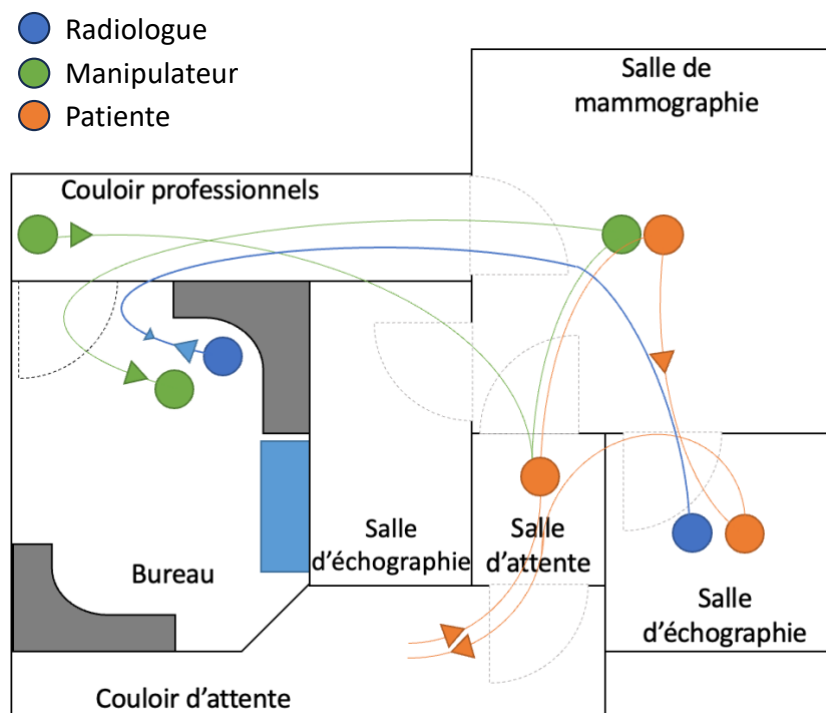 Radiologue
Manipulateur
Patiente
Salle de
mammographie
Couloir professionnels
Salle
d'échographie
Salle
d'attente
Bureau
Salle
d'échographie
Couloir d'attente